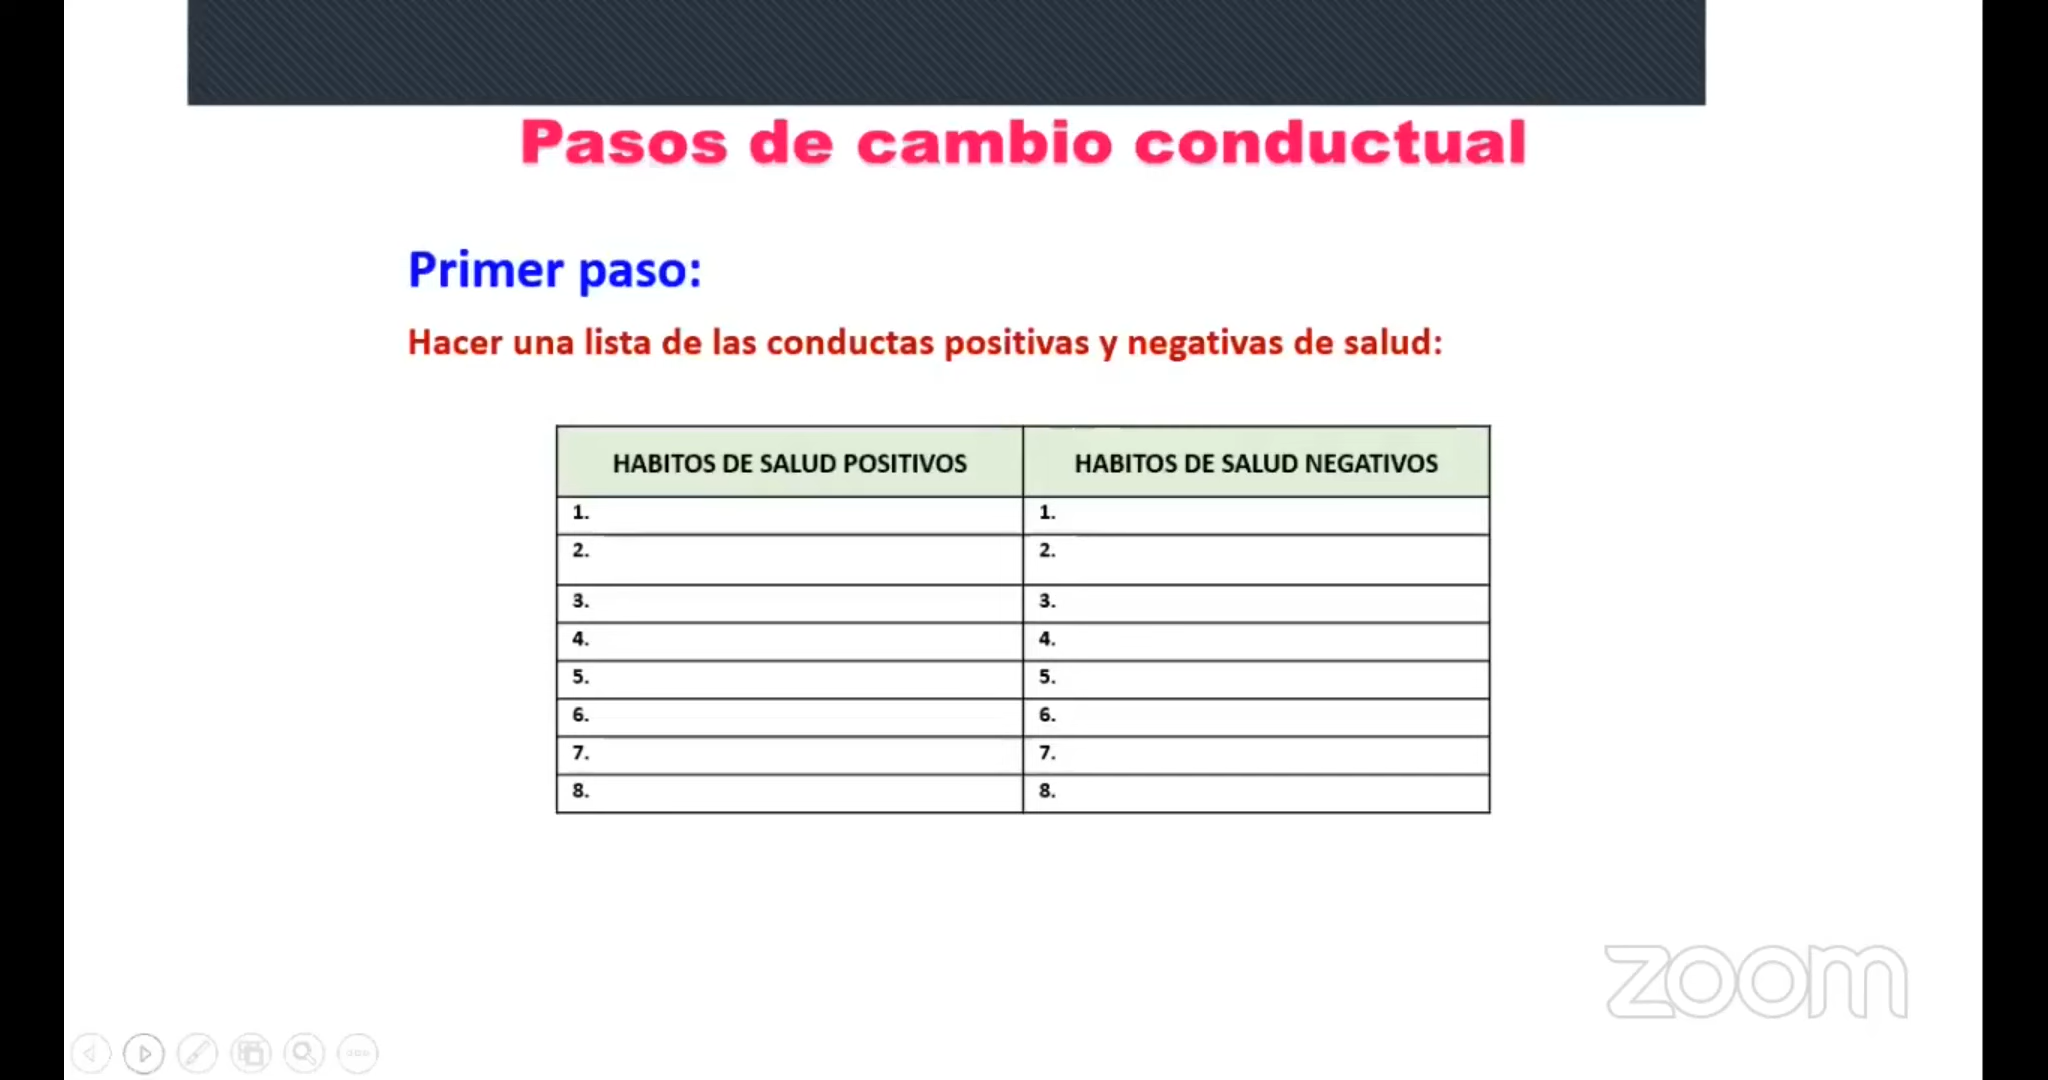 Pasos de cambio conductual
Primer paso:
Hacer una lista de las conductas positivas y negativas de salud:
HABITOS DE SALUD POSITIVOS HABITOS DE SALUD NEGATIVOS
1. 1.
2. 2.
3. 3.
4. 4.
5. 5.
6. 6.
7. 7.
8. 8.
zoom